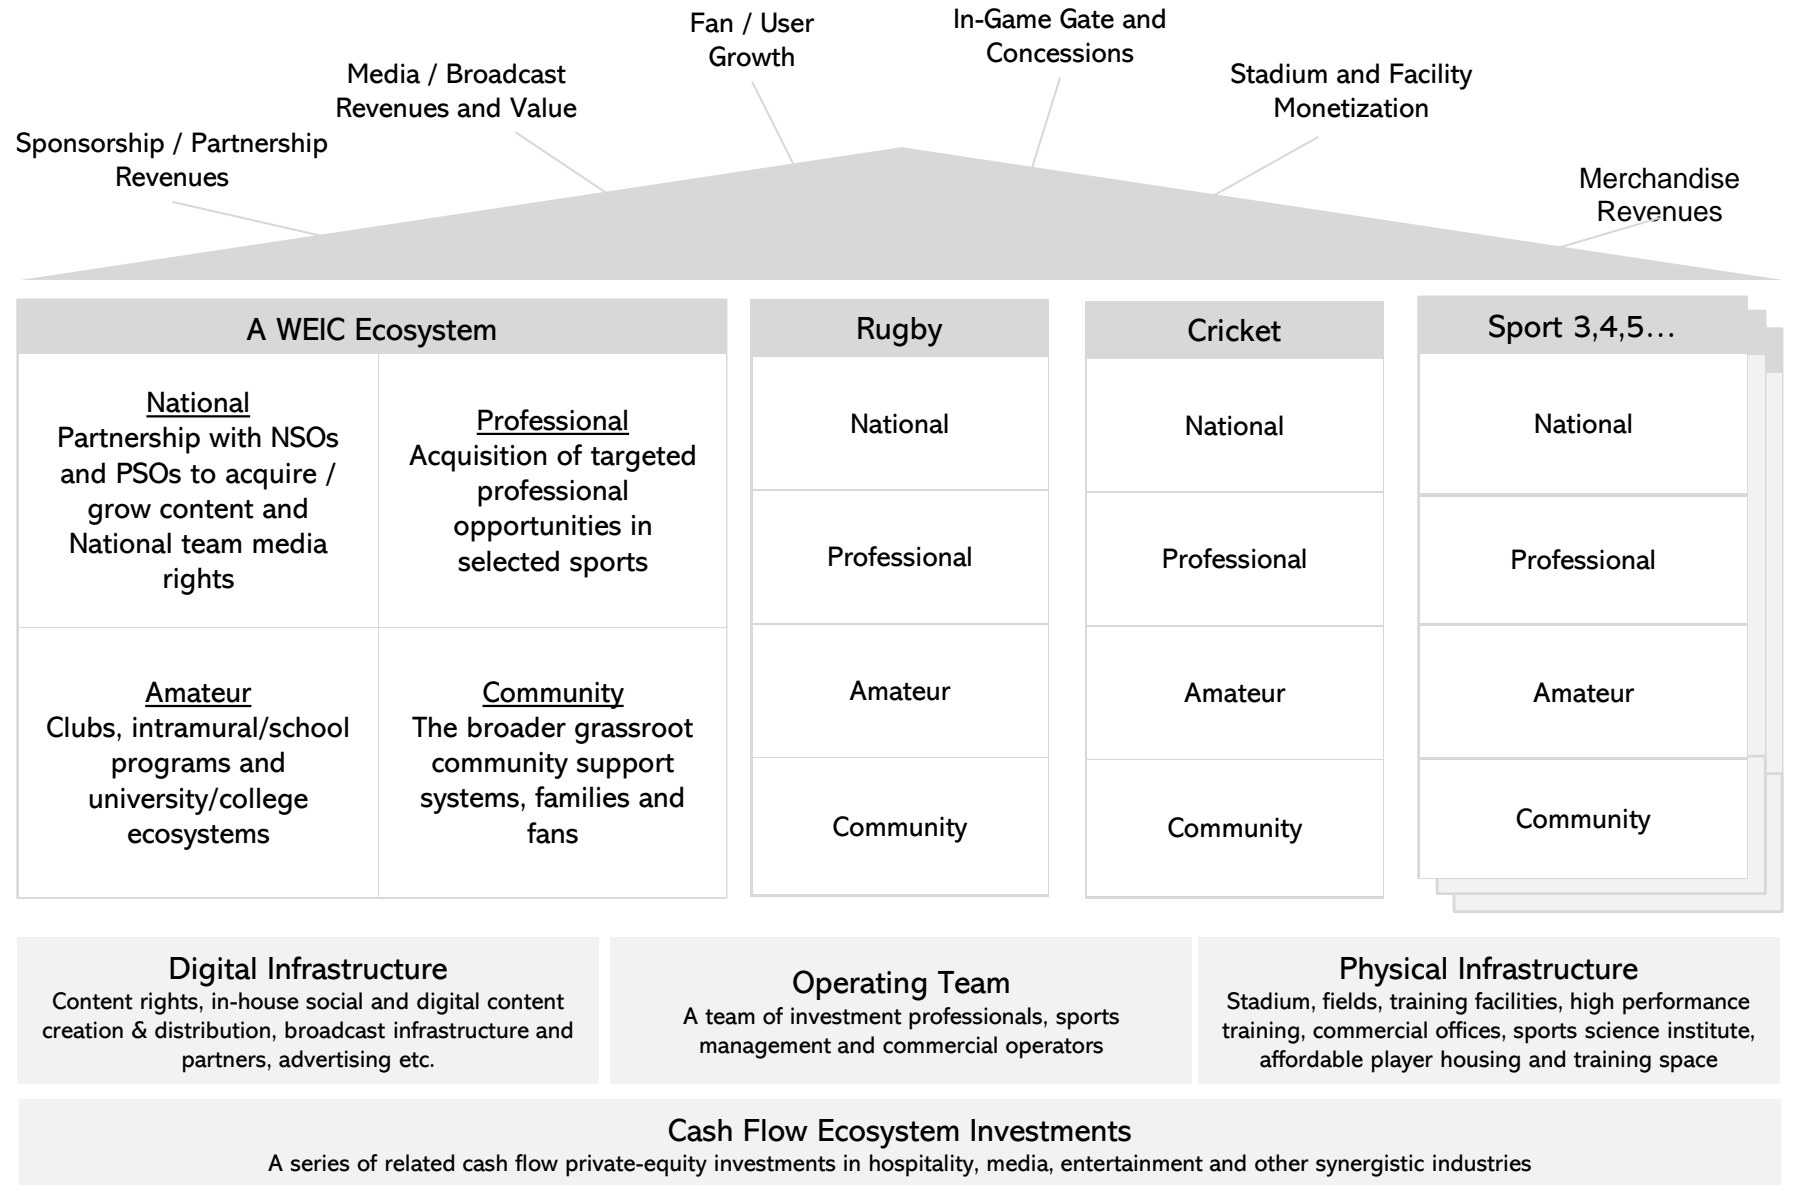 Fan / User
Growth
In-Game Gate and
Concessions
Media / Broadcast
Revenues and Value
Stadium and Facility
Monetization
Sponsorship / Partnership
Revenues
Merchandise
Revenues
A WEIC Ecosystem
National
Partnership with NSOs
and PSOs to acquire /
grow content and
National team media
rights
Professional
Acquisition of targeted
professional
opportunities in
selected sports
Amateur
Clubs, intramural/school
programs and
university/college
ecosystems
Community
The broader grassroot
community support
systems, families and
fans
Rugby
National
Professional
Amateur
Community
Cricket
National
Professional
Amateur
Community
Sport 3,4,5...
National
Professional
Amateur
Community
Digital Infrastructure
Content rights, in-house social and digital content
creation & distribution, broadcast infrastructure and
partners, advertising etc.
Operating Team
A team of investment professionals, sports
management and commercial operators
Physical Infrastructure
Stadium, fields, training facilities, high performance
training, commercial offices, sports science institute,
affordable player housing and training space
Cash Flow Ecosystem Investments
A series of related cash flow private-equity investments in hospitality, media, entertainment and other synergistic industries